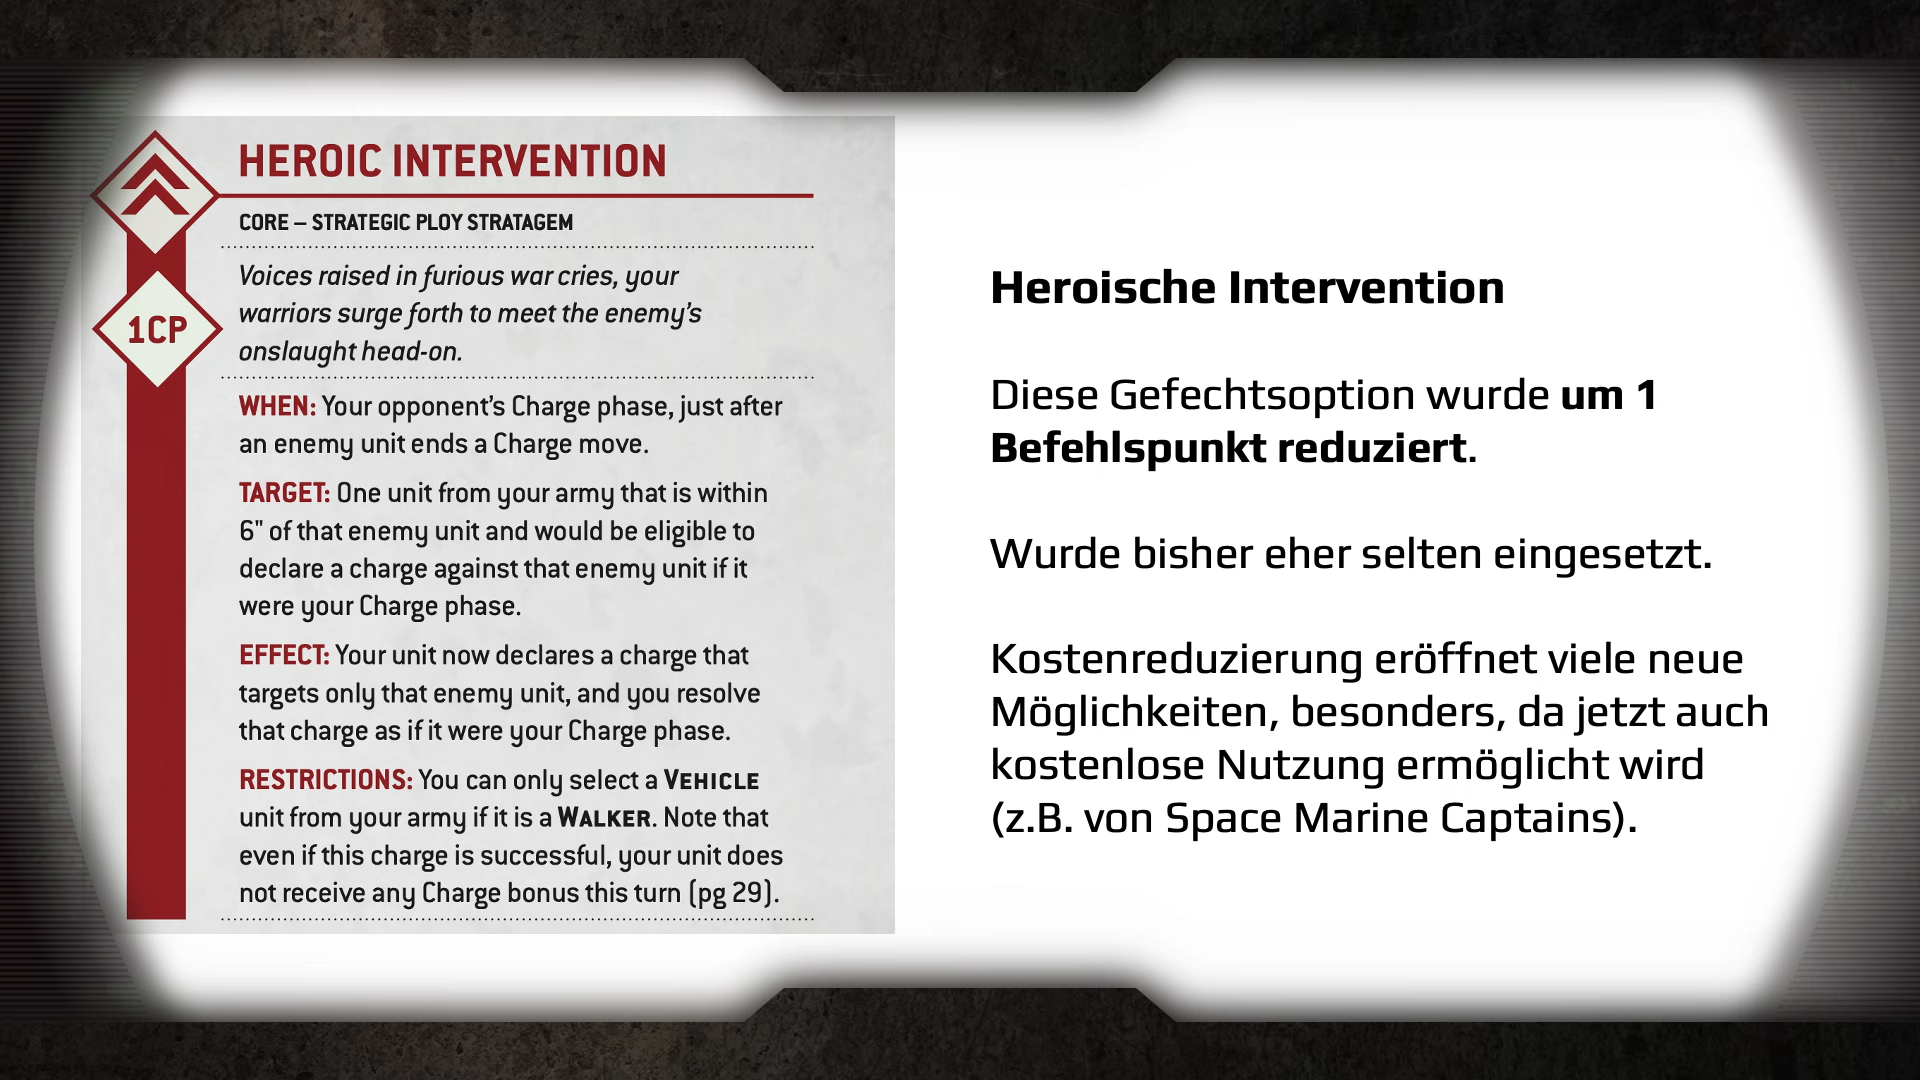 HEROIC INTERVENTION
CORE – STRATEGIC PLOY STRATAGEM
Voices raised in furious war cries, your
warriors surge forth to meet the enemy’s
onslaught head-on.
1CP
WHEN: Your opponent’s Charge phase, just after
an enemy unit ends a Charge move.
TARGET: One unit from your army that is within
6" of that enemy unit and would be eligible to
declare a charge against that enemy unit if it
were your Charge phase.
EFFECT: Your unit now declares a charge that
targets only that enemy unit, and you resolve
that charge as if it were your Charge phase.
RESTRICTIONS: You can only select a VEHICLE
unit from your army if it is a WALKER. Note that
even if this charge is successful, your unit does
not receive any Charge bonus this turn (pg 29).
Heroische Intervention
Diese Gefechtsoption wurde um 1
Befehlspunkt reduziert.
Wurde bisher eher selten eingesetzt.
Kostenreduzierung eröffnet viele neue
Möglichkeiten, besonders, da jetzt auch
kostenlose Nutzung ermöglicht wird
(z.B. von Space Marine Captains).